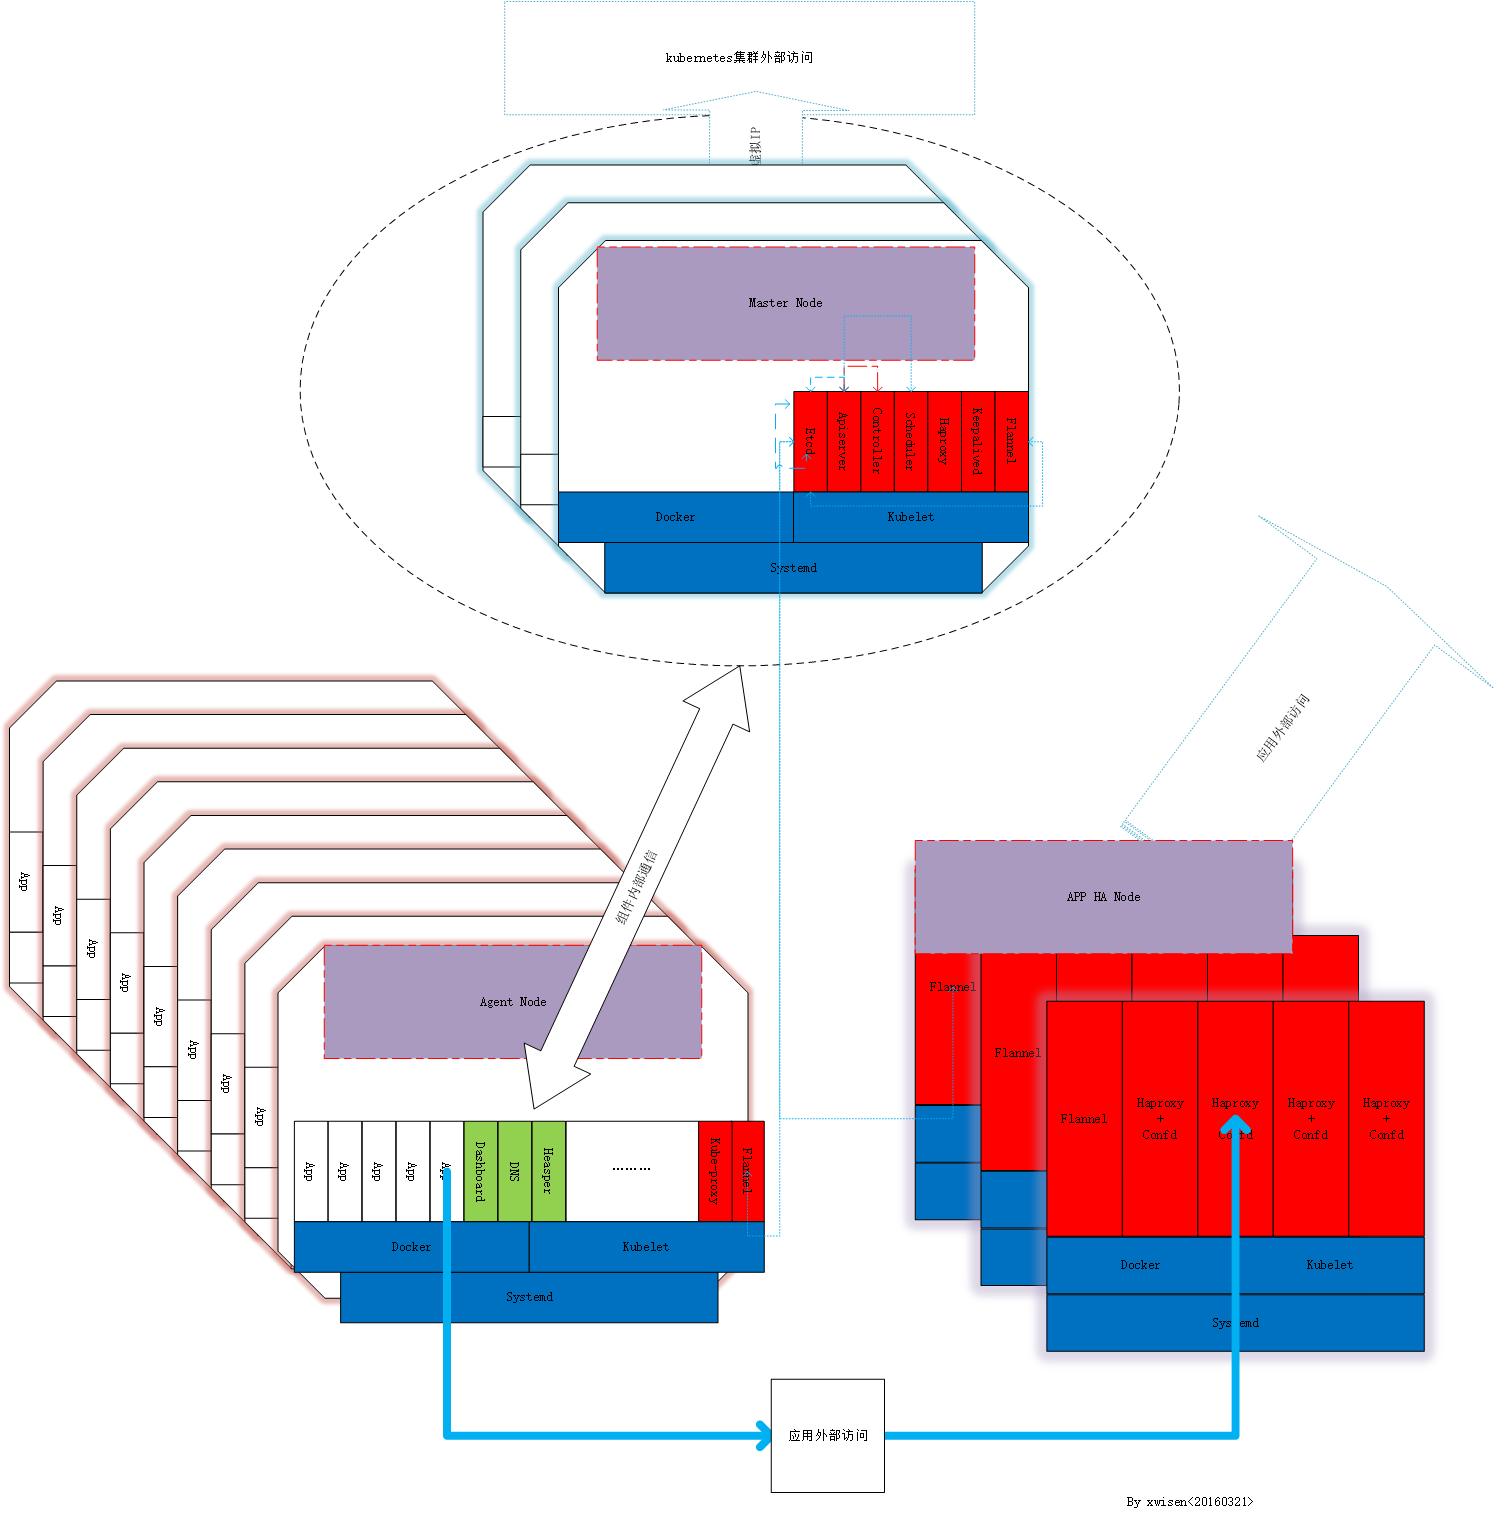 kubernetes集群外部访问
虚拟IP
Master Node
Etcd
Apiserver
Controller
Scheduler
Haproxy
Keepalived
Flannel
Docker
Kubelet
Systemd
组件内部通信
应用外部访问
App
App
App
App
App
App
App
App
Agent Node
App
App
App
App
App
Dashboard
DNS
Heasper
………
Kube-proxy
Flannel
Docker
Kubelet
Systemd
APP HA Node
Flannel
Flannel
Flannel
Haproxy
+
Confd
Haproxy
+
Confd
Haproxy
+
Confd
Haproxy
+
Confd
Docker
Kubelet
Systemd
应用外部访问
By xwisen<20160321>